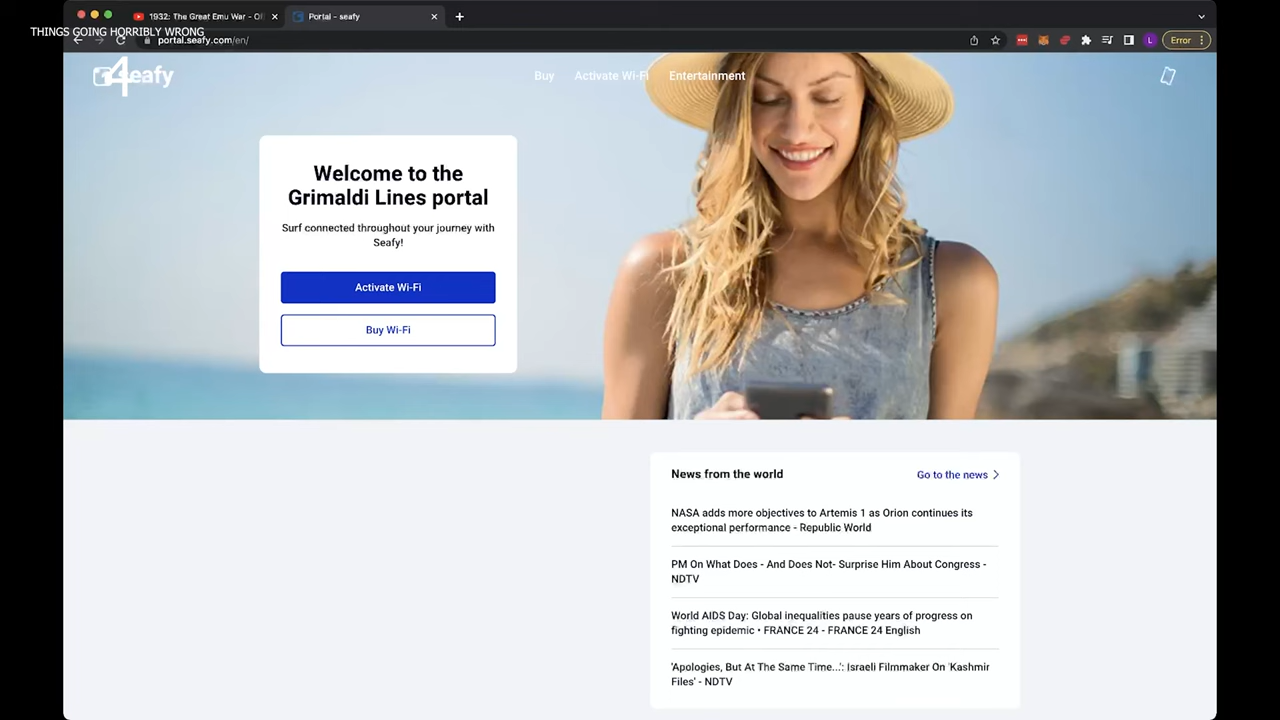 1932: The Great Emu War - Of
Portal - seafy
THINGS GOING HORRIBLY WRONG
portal.seafy.com/en/
L
Error
4
seafy
Buy
Activate Wi-Fi
Entertainment
Welcome to the
Grimaldi Lines portal
Surf connected throughout your journey with
Seafy!
Activate Wi-Fi
Buy Wi-Fi
News from the world
Go to the news
NASA adds more objectives to Artemis 1 as Orion continues its
exceptional performance - Republic World
PM On What Does - And Does Not- Surprise Him About Congress -
NDTV
World AIDS Day: Global inequalities pause years of progress on
fighting epidemic • FRANCE 24 - FRANCE 24 English
'Apologies, But At The Same Time...': Israeli Filmmaker On 'Kashmir
Files' - NDTV